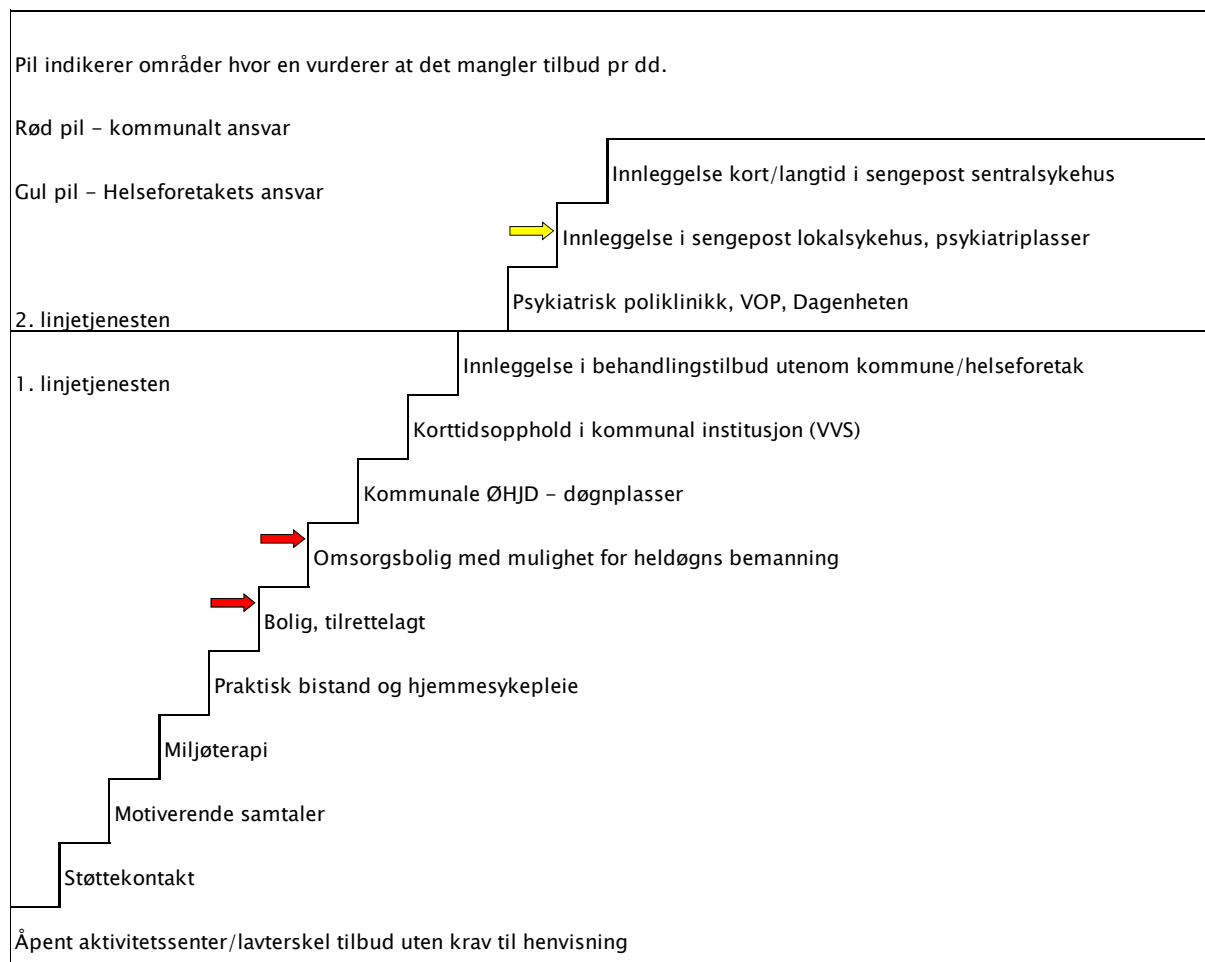 Pil indikerer områder hvor en vurderer at det mangler tilbud pr dd.
Rød pil – kommunalt ansvar
Gul pil – Helseforetakets ansvar
Innleggelse kort/langtid i sengepost sentralsykehus
Innleggelse i sengepost lokalsykehus, psykiatriplasser
Psykiatrisk poliklinikk, VOP, Dagenheten
2. linjetjenesten
Innleggelse i behandlingstilbud utenom kommune/helseforetak
1. linjetjenesten
Korttidsopphold i kommunal institusjon (VVS)
Kommunale ØHJD – døgnplasser
Omsorgsbolig med mulighet for heldøgns bemanning
Bolig, tilrettelagt
Praktisk bistand og hjemmesykepleie
Miljøterapi
Motiverende samtaler
Støttekontakt
Åpent aktivitetssenter/lavterskel tilbud uten krav til henvisning